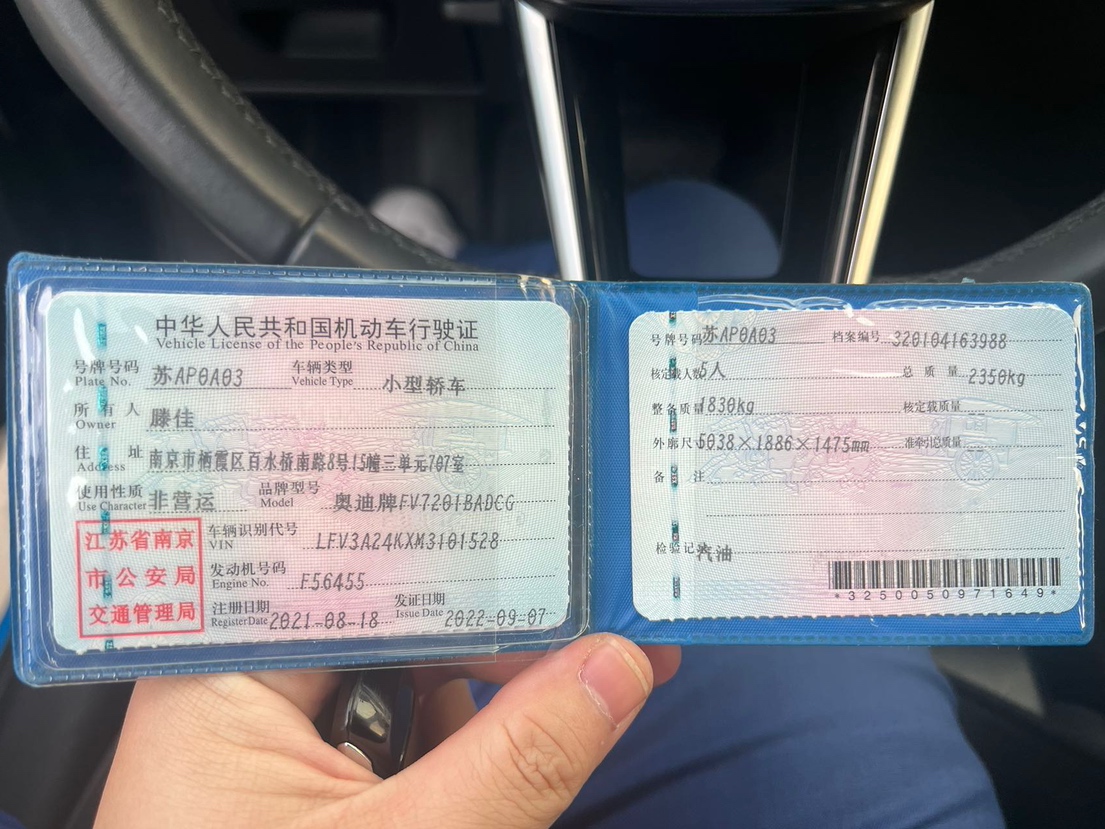 中华人民共和国机动车行驶证
Vehicle License of the People's Republic of China
号牌号码 苏AP0A03 车辆类型 小型轿车
Plate No. Vehicle Type
所有人 滕佳
Owner
住址 南京市栖霞区百水桥南路8号15幢三单元707室
Address
使用性质 非营运 品牌型号 奥迪牌FV7201BADCG
Use Character Model
江苏省南京
市公安局
交通管理局
车辆识别代号 LFV3A24KXM3101528
VIN
发动机号码 F56455
Engine No.
注册日期 2021-08-18 发证日期 2022-09-07
Register Date Issue Date
号牌号码 苏AP0A03 档案编号 320104163988
核定载人数 5人 总质量 2350kg
整备质量 1830kg 核定载质量 --
外廓尺寸 5038×1886×1475mm 准牵引总质量 --
备注
检验记录 汽油
*3250050971649*